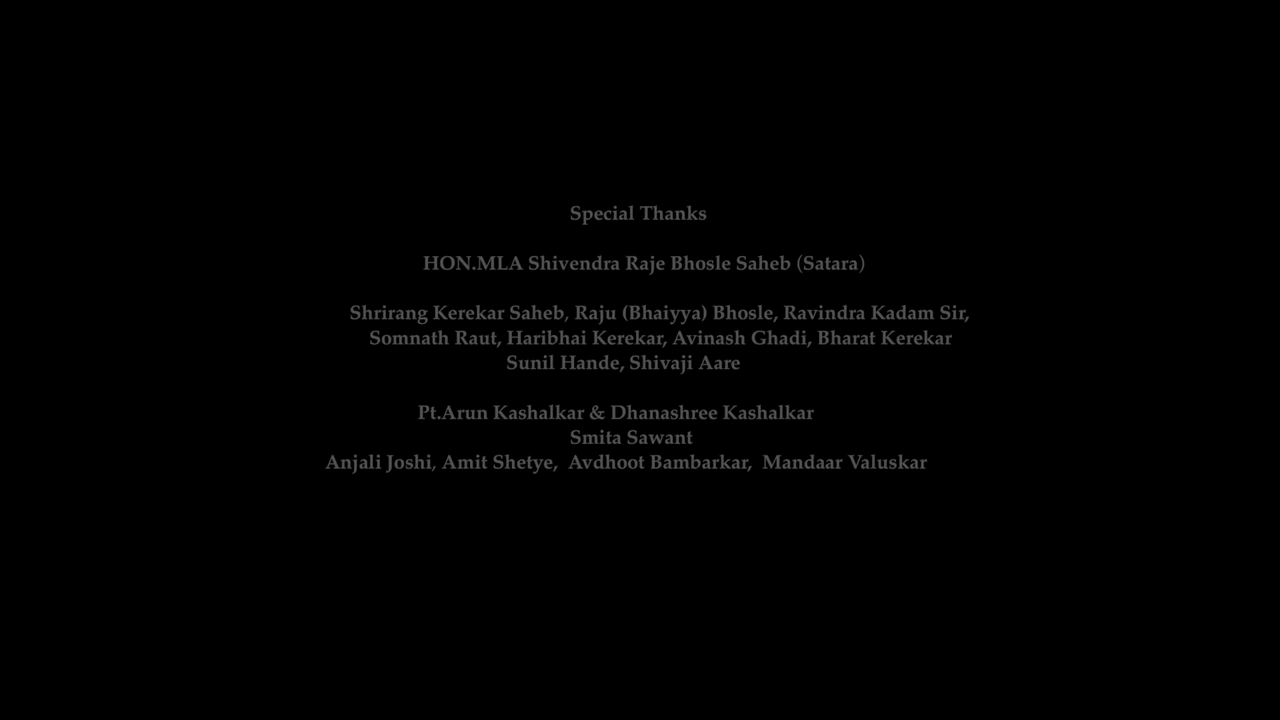 Special Thanks
HON.MLA Shivendra Raje Bhosle Saheb (Satara)
Shrirang Kerekar Saheb, Raju (Bhaiyya) Bhosle, Ravindra Kadam Sir,
Somnath Raut, Haribhai Kerekar, Avinash Ghadi, Bharat Kerekar
Sunil Hande, Shivaji Aare
Pt.Arun Kashalkar & Dhanashree Kashalkar
Smita Sawant
Anjali Joshi, Amit Shetye,  Avdhoot Bambarkar,  Mandaar Valuskar